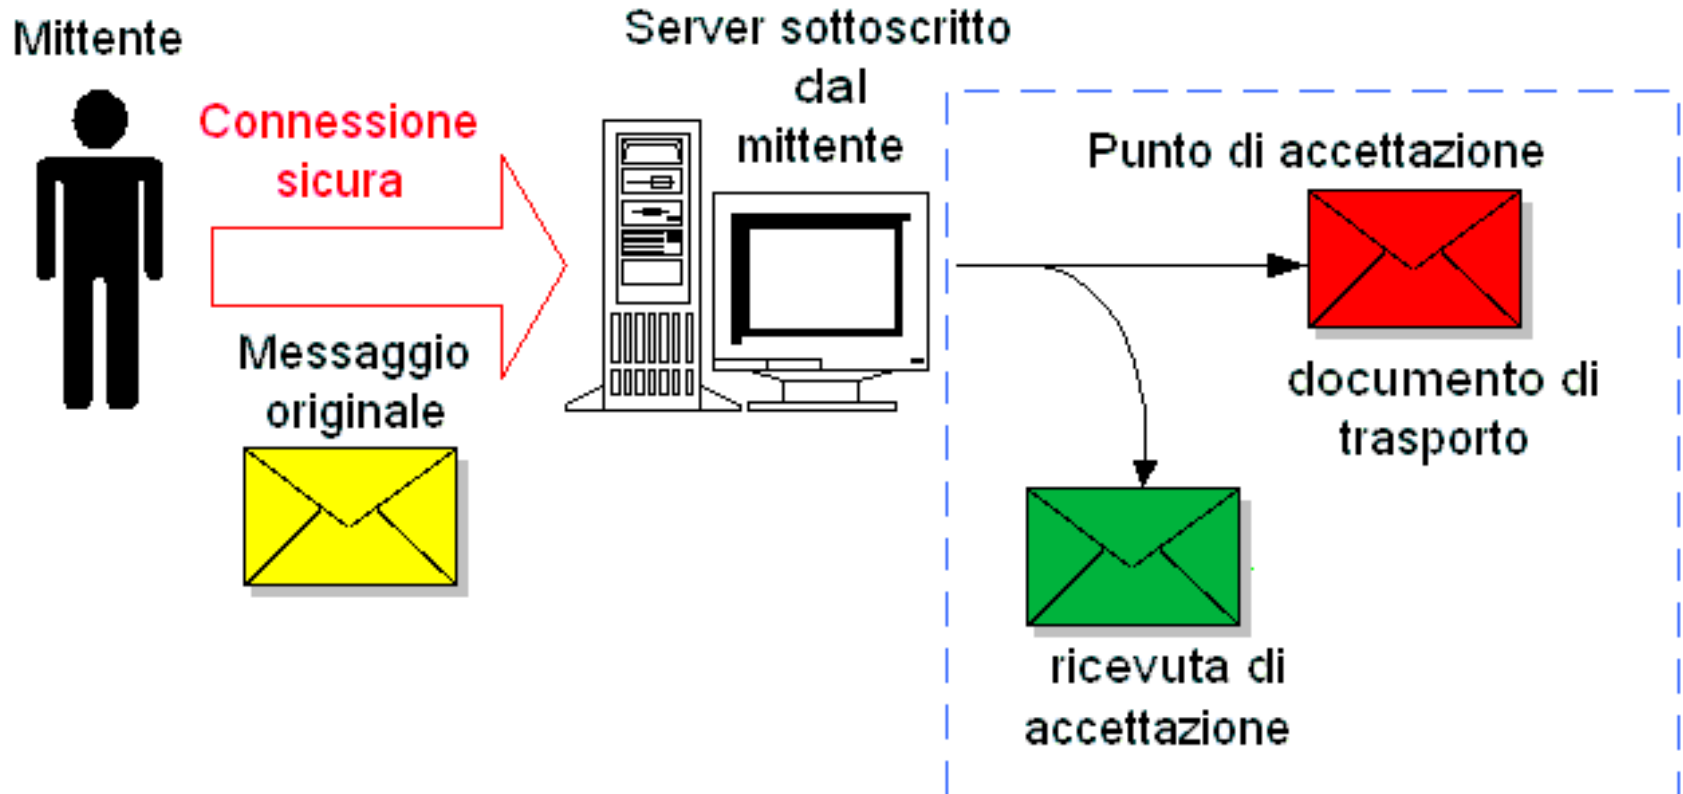 Mittente
Connessione
sicura
Messaggio
originale
Server sottoscritto
dal
mittente
Punto di accettazione
documento di
trasporto
ricevuta di
accettazione